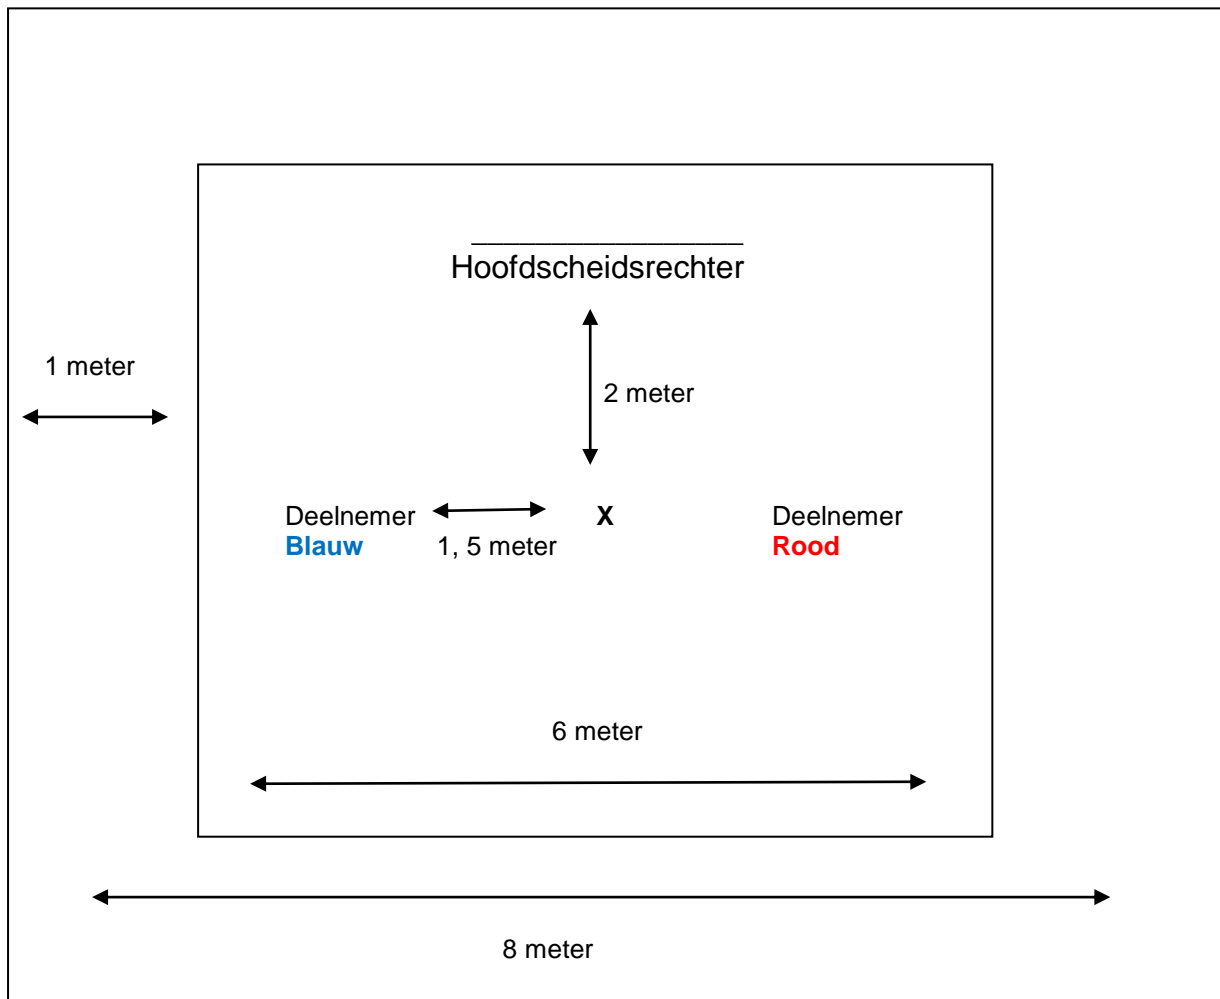 Hoofdscheidsrechter
1 meter
2 meter
Deelnemer
Blauw
1, 5 meter
X
Deelnemer
Rood
6 meter
8 meter